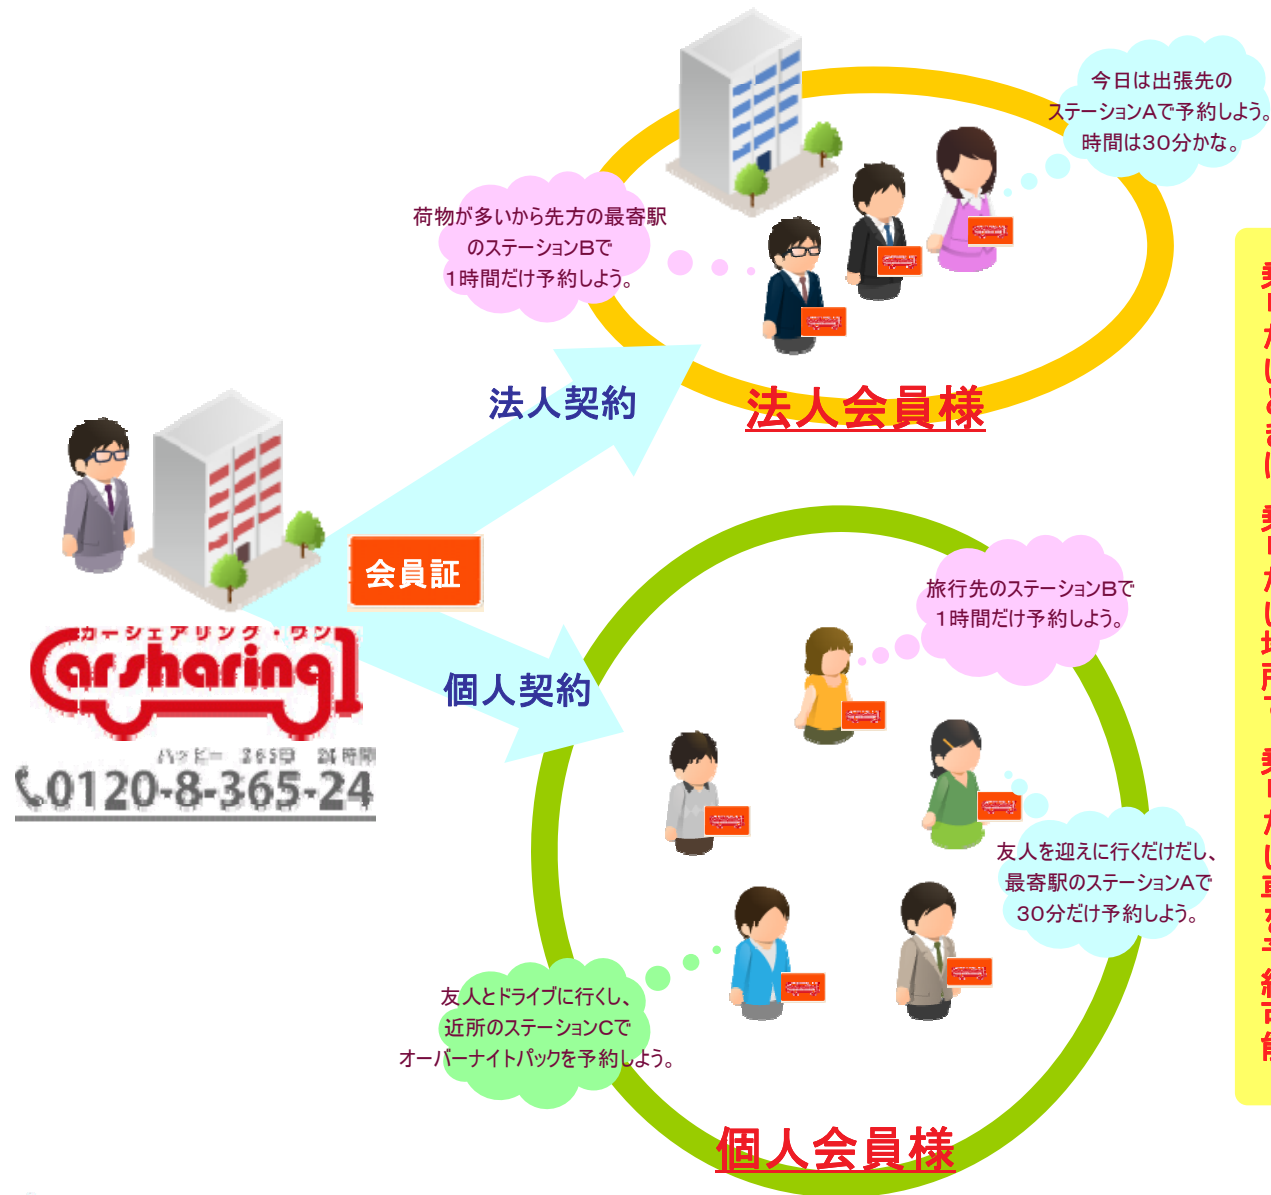 今日は出張先の
ステーションAで予約しよう。
時間は30分かな。
荷物が多いから先方の最寄駅
のステーションBで
1時間だけ予約しよう。
法人契約
法人会員様
会員証
カーシェアリング・ワン
Carsharing1
ハッピー 365日 24時間
0120-8-365-24
個人契約
旅行先のステーションBで
1時間だけ予約しよう。
友人を迎えに行くだけだし、
最寄駅のステーションAで
30分だけ予約しよう。
友人とドライブに行くし、
近所のステーションCで
オーバーナイトパックを予約しよう。
個人会員様